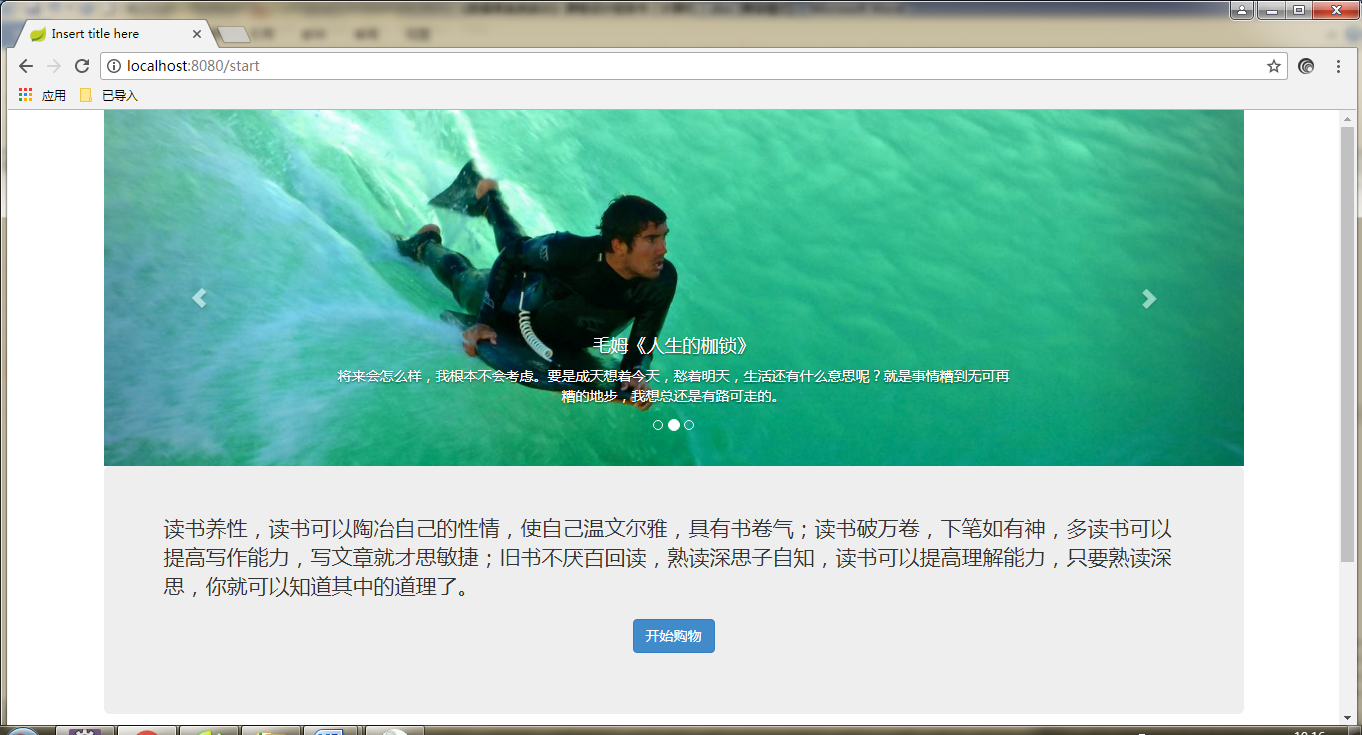 Insert title here
localhost:8080/start
应用 已导入
毛姆《人生的枷锁》
将来会怎么样，我根本不会考虑。要是成天想着今天，愁着明天，生活还有什么意思呢？就是事情糟到无可再
糟的地步，我想总还是有路可走的。
读书养性，读书可以陶冶自己的性情，使自己温文尔雅，具有书卷气；读书破万卷，下笔如有神，多读书可以
提高写作能力，写文章就才思敏捷；旧书不厌百回读，熟读深思子自知，读书可以提高理解能力，只要熟读深
思，你就可以知道其中的道理了。
开始购物